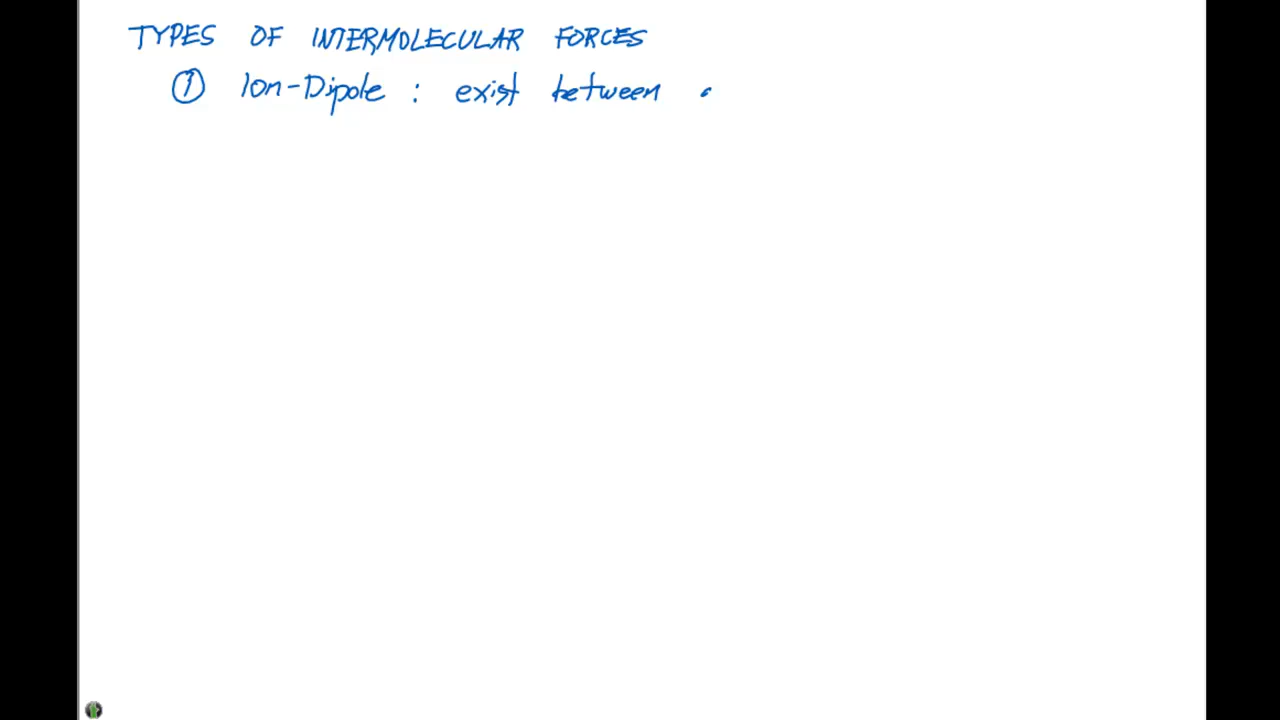 TYPES OF INTERMOLECULAR FORCES
① Ion-Dipole : exist between